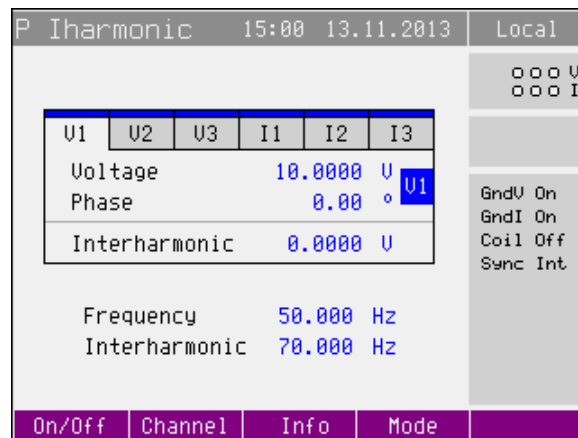 P Iharmonic 15:00 13.11.2013 Local
o o o V
o o o I
V1 V2 V3 I1 I2 I3
Voltage 10.0000 V
V1
Phase 0.00 °
Interharmonic 0.0000 V
GndV On
GndI On
Coil Off
Sync Int
Frequency 50.000 Hz
Interharmonic 70.000 Hz
On/Off Channel Info Mode